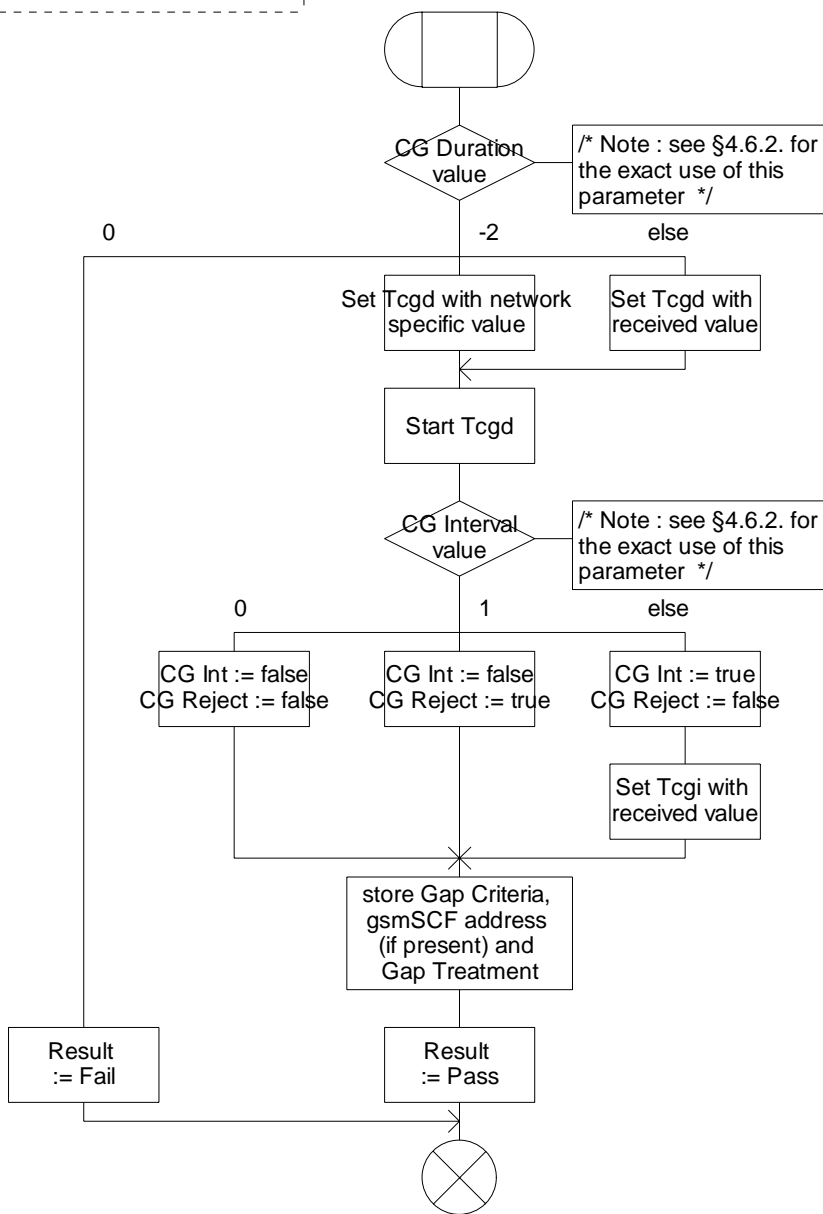 CG Duration
value
/* Note : see §4.6.2. for
the exact use of this
parameter */
0
-2
else
Set Tcgd with network
specific value
Set Tcgd with
received value
Start Tcgd
CG Interval
value
/* Note : see §4.6.2. for
the exact use of this
parameter */
0
1
else
CG Int := false
CG Reject := false
CG Int := false
CG Reject := true
CG Int := true
CG Reject := false
Set Tcgi with
received value
store Gap Criteria,
gsmSCF address
(if present) and
Gap Treatment
Result
:= Fail
Result
:= Pass